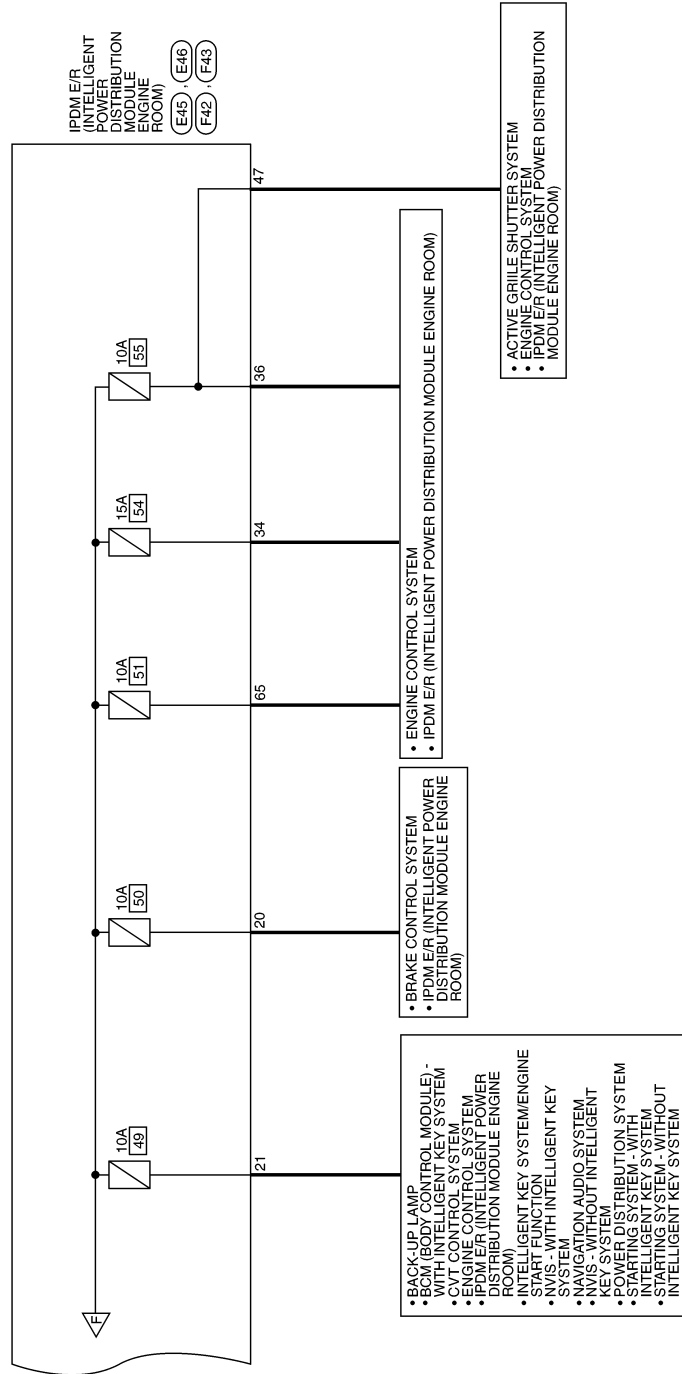 IPDM E/R
(INTELLIGENT
POWER
DISTRIBUTION
MODULE
ENGINE
ROOM)
E45 , E46
F42 , F43
F
10A
49
10A
50
10A
51
15A
54
10A
55
21
20
65
34
36
47
• BACK-UP LAMP
• BCM (BODY CONTROL MODULE) -
WITH INTELLIGENT KEY SYSTEM
• CVT CONTROL SYSTEM
• ENGINE CONTROL SYSTEM
• IPDM E/R (INTELLIGENT POWER
DISTRIBUTION MODULE ENGINE
ROOM)
• INTELLIGENT KEY SYSTEM/ENGINE
START FUNCTION
• NVIS - WITH INTELLIGENT KEY
SYSTEM
• NAVIGATION AUDIO SYSTEM
• NVIS - WITHOUT INTELLIGENT
KEY SYSTEM
• POWER DISTRIBUTION SYSTEM
• STARTING SYSTEM - WITH
INTELLIGENT KEY SYSTEM
• STARTING SYSTEM - WITHOUT
INTELLIGENT KEY SYSTEM
• BRAKE CONTROL SYSTEM
• IPDM E/R (INTELLIGENT POWER
DISTRIBUTION MODULE ENGINE
ROOM)
• ENGINE CONTROL SYSTEM
• IPDM E/R (INTELLIGENT POWER DISTRIBUTION MODULE ENGINE ROOM)
• ACTIVE GRIILE SHUTTER SYSTEM
• ENGINE CONTROL SYSTEM
• IPDM E/R (INTELLIGENT POWER DISTRIBUTION
MODULE ENGINE ROOM)